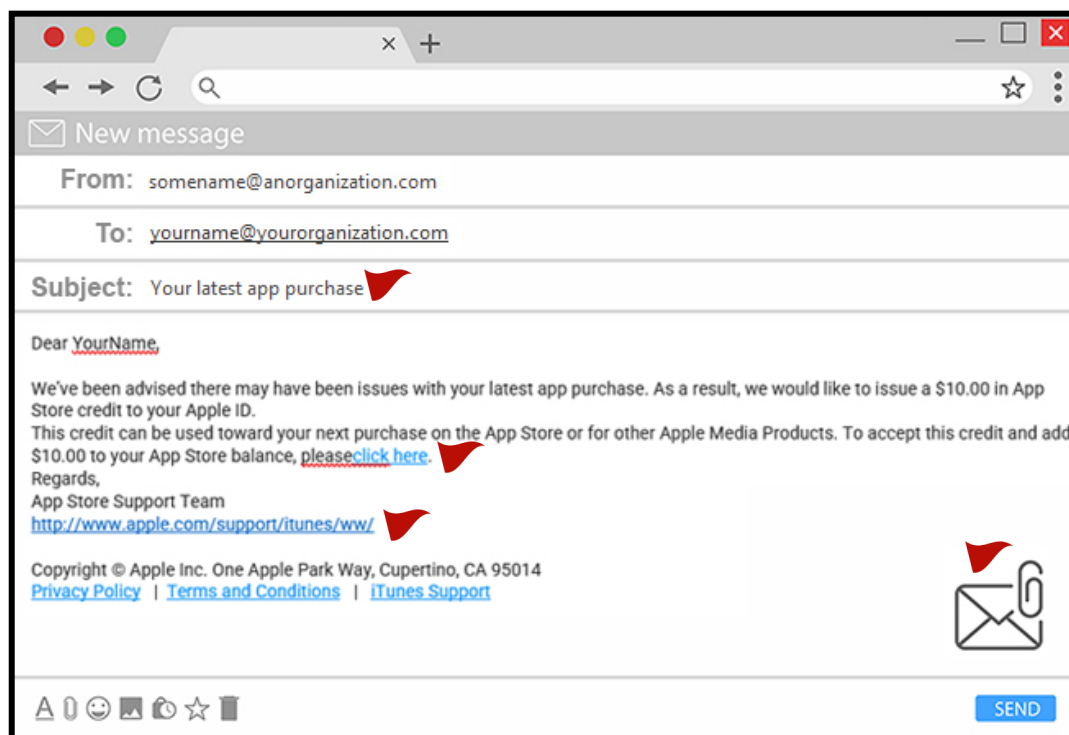 New message
From: somename@anorganization.com
To: yourname@yourorganization.com
Subject: Your latest app purchase
Dear YourName,
We've been advised there may have been issues with your latest app purchase. As a result, we would like to issue a $10.00 in App
Store credit to your Apple ID.
This credit can be used toward your next purchase on the App Store or for other Apple Media Products. To accept this credit and add
$10.00 to your App Store balance, pleaseclick here.
Regards,
App Store Support Team
http://www.apple.com/support/itunes/ww/
Copyright © Apple Inc. One Apple Park Way, Cupertino, CA 95014
Privacy Policy | Terms and Conditions | iTunes Support
A
SEND